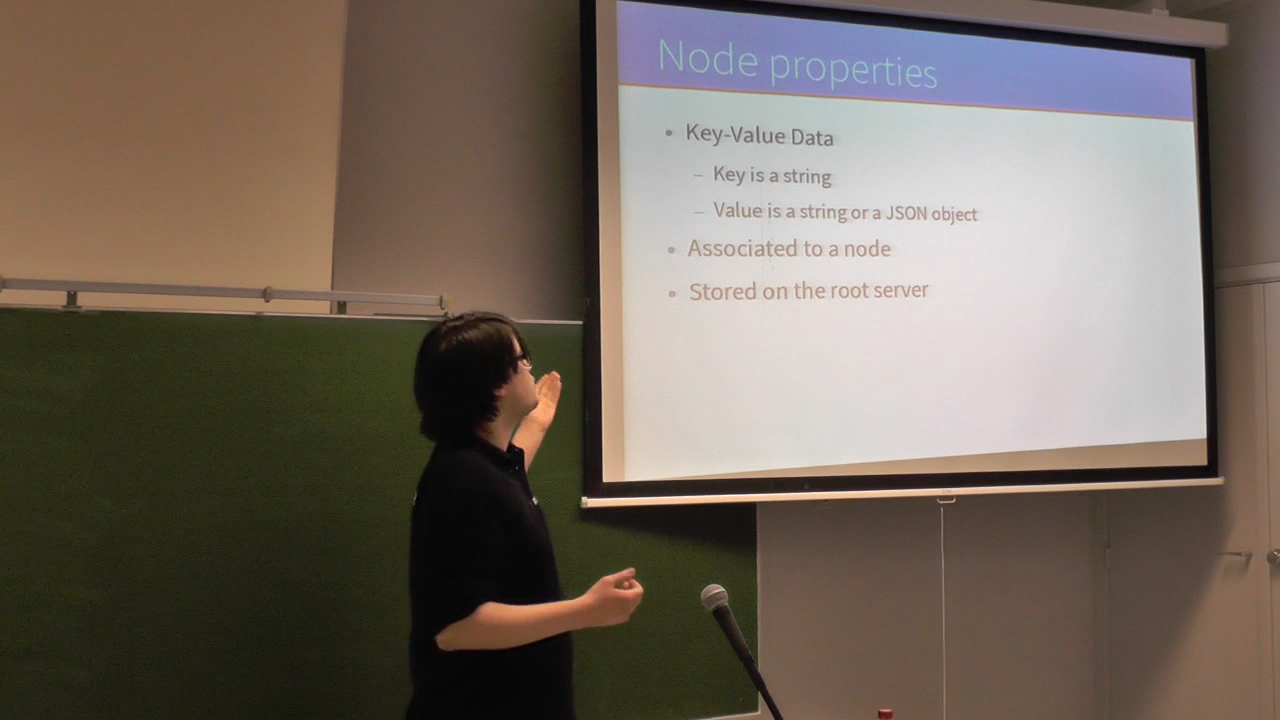 Node properties
• Key-Value Data
– Key is a string
– Value is a string or a JSON object
• Associated to a node
• Stored on the root server